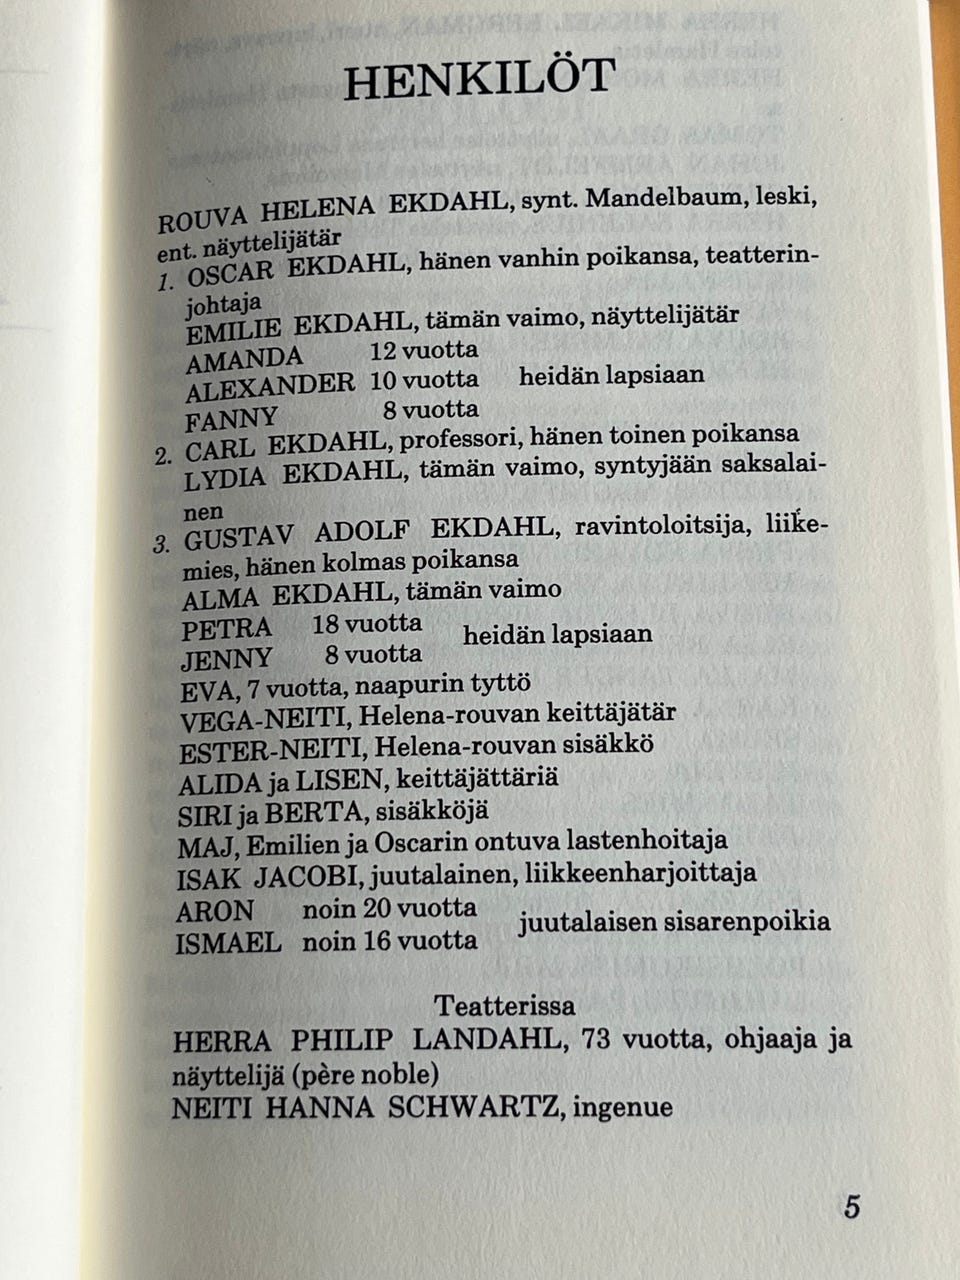 HENKILÖT
ROUVA HELENA EKDAHL, synt. Mandelbaum, leski,
ent. näyttelijätär
1. OSCAR EKDAHL, hänen vanhin poikansa, teatterin-
johtaja
EMILIE EKDAHL, tämän vaimo, näyttelijätär
AMANDA 12 vuotta
ALEXANDER 10 vuotta heidän lapsiaan
FANNY 8 vuotta
2. CARL EKDAHL, professori, hänen toinen poikansa
LYDIA EKDAHL, tämän vaimo, syntyjään saksalai-
nen
3. GUSTAV ADOLF EKDAHL, ravintoloitsija, liike-
mies, hänen kolmas poikansa
ALMA EKDAHL, tämän vaimo
PETRA 18 vuotta heidän lapsiaan
JENNY 8 vuotta
EVA, 7 vuotta, naapurin tyttö
VEGA-NEITI, Helena-rouvan keittäjätär
ESTER-NEITI, Helena-rouvan sisäkkö
ALIDA ja LISEN, keittäjättäriä
SIRI ja BERTA, sisäkköjä
MAJ, Emilien ja Oscarin ontuva lastenhoitaja
ISAK JACOBI, juutalainen, liikkeenharjoittaja
ARON noin 20 vuotta juutalaisen sisarenpoikia
ISMAEL noin 16 vuotta
Teatterissa
HERRA PHILIP LANDAHL, 73 vuotta, ohjaaja ja
näyttelijä (père noble)
NEITI HANNA SCHWARTZ, ingenue
5